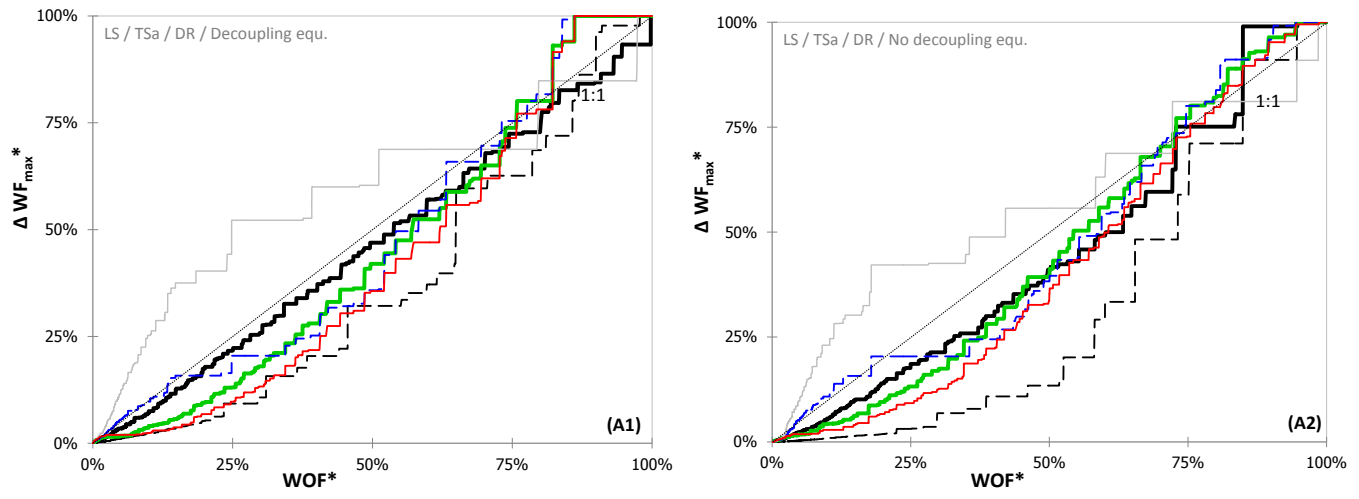 100%
75%
50%
25%
0%
Δ WFmax*
LS / TSa / DR / Decoupling equ.
1:1
(A1)
0% 25% 50% 75% 100%
WOF*
100%
75%
50%
25%
0%
Δ WFmax*
LS / TSa / DR / No decoupling equ.
1:1
(A2)
0% 25% 50% 75% 100%
WOF*